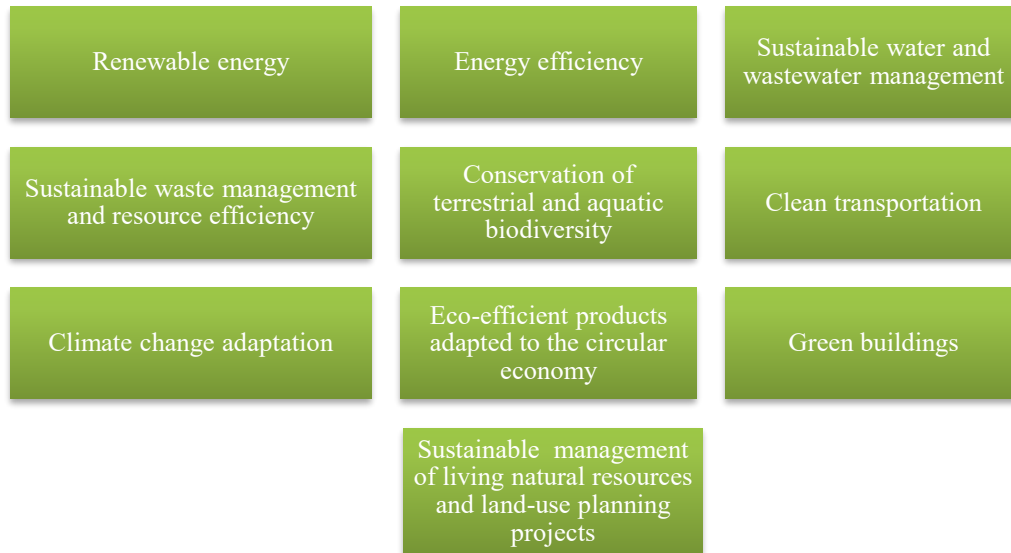 Renewable energy
Energy efficiency
Sustainable water and
wastewater management
Sustainable waste management
and resource efficiency
Conservation of
terrestrial and aquatic
biodiversity
Clean transportation
Climate change adaptation
Eco-efficient products
adapted to the circular
economy
Green buildings
Sustainable  management
of living natural resources
and land-use planning
projects